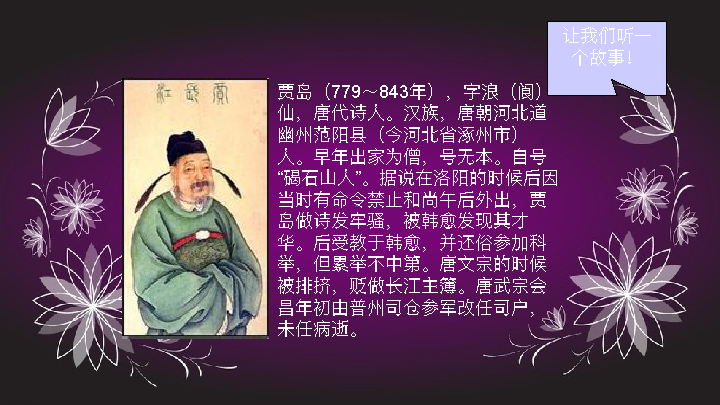 让我们听一
个故事！
贾岛（779～843年），字浪（阆）
仙，唐代诗人。汉族，唐朝河北道
幽州范阳县（今河北省涿州市）
人。早年出家为僧，号无本。自号
“碣石山人”。据说在洛阳的时候后因
当时有命令禁止和尚午后外出，贾
岛做诗发牢骚，被韩愈发现其才
华。后受教于韩愈，并还俗参加科
举，但累举不中第。唐文宗的时候
被排挤，贬做长江主簿。唐武宗会
昌年初由普州司仓参军改任司户，
未任病逝。